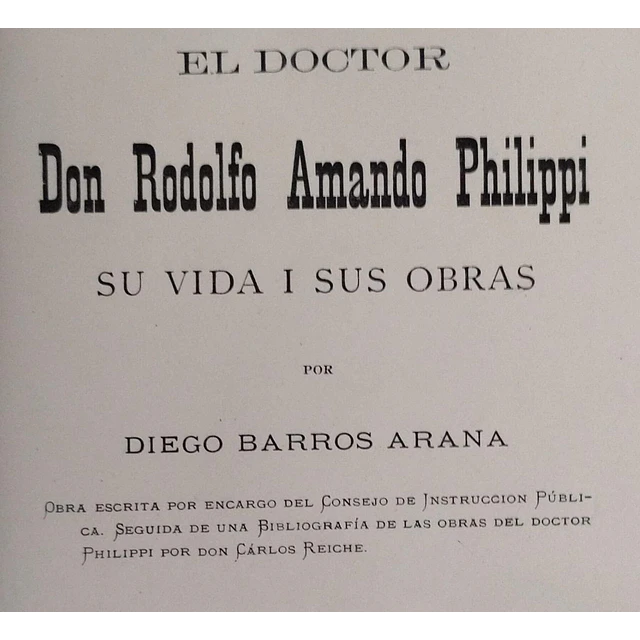 EL DOCTOR
Don Rodolfo Amando Philippi
SU VIDA I SUS OBRAS
POR
DIEGO BARROS ARANA
OBRA ESCRITA POR ENCARGO DEL CONSEJO DE INSTRUCCION PÚBLI-
CA. SEGUIDA DE UNA BIBLIOGRAFÍA DE LAS OBRAS DEL DOCTOR
PHILIPPI POR DON CÁRLOS REICHE.